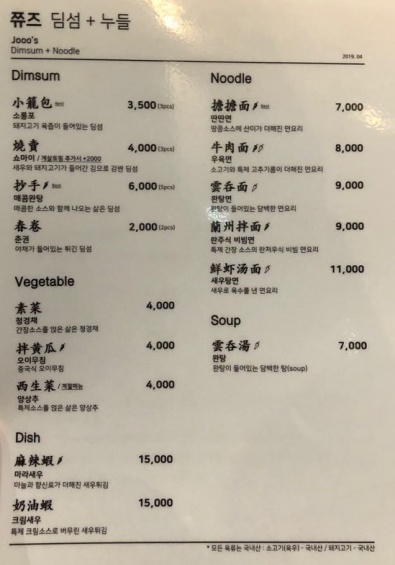 쮸즈 딤섬 + 누들
Jooo's
Dimsum + Noodle
2019. 04
Dimsum
小籠包 3,500 (3pcs)
소롱포
돼지고기 육즙이 들어있는 딤섬
燒賣 4,000 (3pcs)
쇼마이 / 게살토핑 추가시 +2000
새우와 돼지고기가 들어간 김으로 감싼 딤섬
抄手 6,000 (5pcs)
매콤완탕
매콤한 소스와 함께 나오는 삶은 딤섬
春卷 2,000 (2pcs)
춘권
야채가 들어있는 튀긴 딤섬
Vegetable
素菜 4,000
청경채
간장소스를 얹은 삶은 청경채
拌黄瓜 4,000
오이무침
중국식 오이무침
西生菜 / 계절메뉴 4,000
양상추
특제소스를 얹은 삶은 양상추
Dish
麻辣蝦 15,000
마라새우
마늘과 향신료가 더해진 새우튀김
奶油蝦 15,000
크림새우
특제 크림소스로 버무린 새우튀김
Noodle
擔擔面 7,000
딴딴면
땅콩소스에 산미가 더해진 면요리
牛肉面 8,000
우육면
소고기와 특제 고추기름이 더해진 면요리
雲吞面 9,000
완탕면
완탕이 들어있는 담백한 면요리
蘭州拌面 9,000
란주식 비빔면
특제 간장 소스의 란저우식 비빔 면요리
鮮虾汤面 11,000
새우탕면
새우로 육수를 낸 면요리
Soup
雲吞湯 7,000
완탕
완탕이 들어있는 담백한 탕(soup)
* 모든 육류는 국내산 : 소고기(육우) - 국내산 / 돼지고기 - 국내산